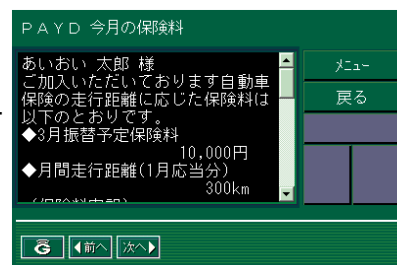 PAYD 今月の保険料
あいおい 太郎 様
ご加入いただいております自動車
保険の走行距離に応じた保険料は
以下のとおりです。
◆3月振替予定保険料
10,000円
◆月間走行距離(1月応当分)
300km
メニュー
戻る
G
前へ
次へ